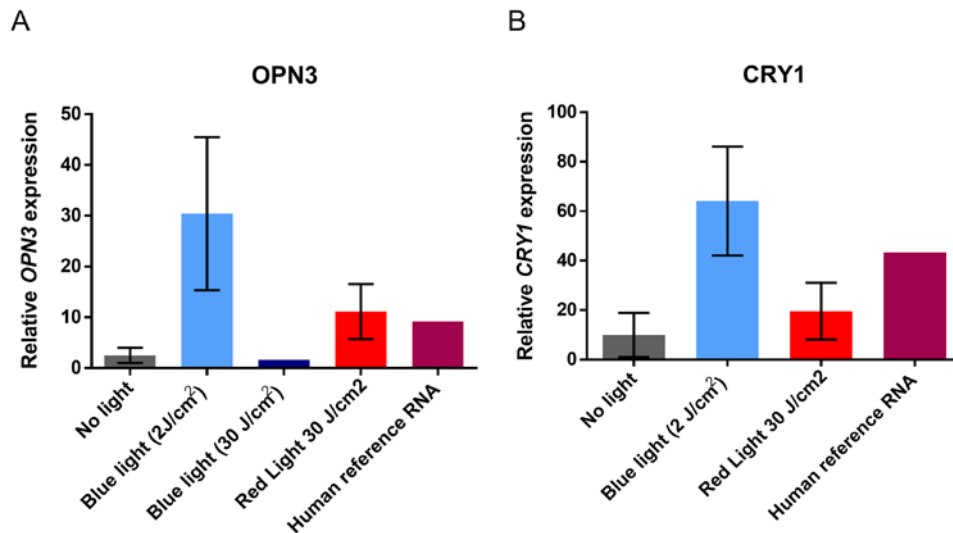 A
OPN3
Relative OPN3 expression
50
40
30
20
10
0
No light
Blue light (2J/cm²)
Blue light (30 J/cm²)
Red Light 30 J/cm2
Human reference RNA
B
CRY1
Relative CRY1 expression
100
80
60
40
20
0
No light
Blue light (2 J/cm²)
Red Light 30 J/cm2
Human reference RNA